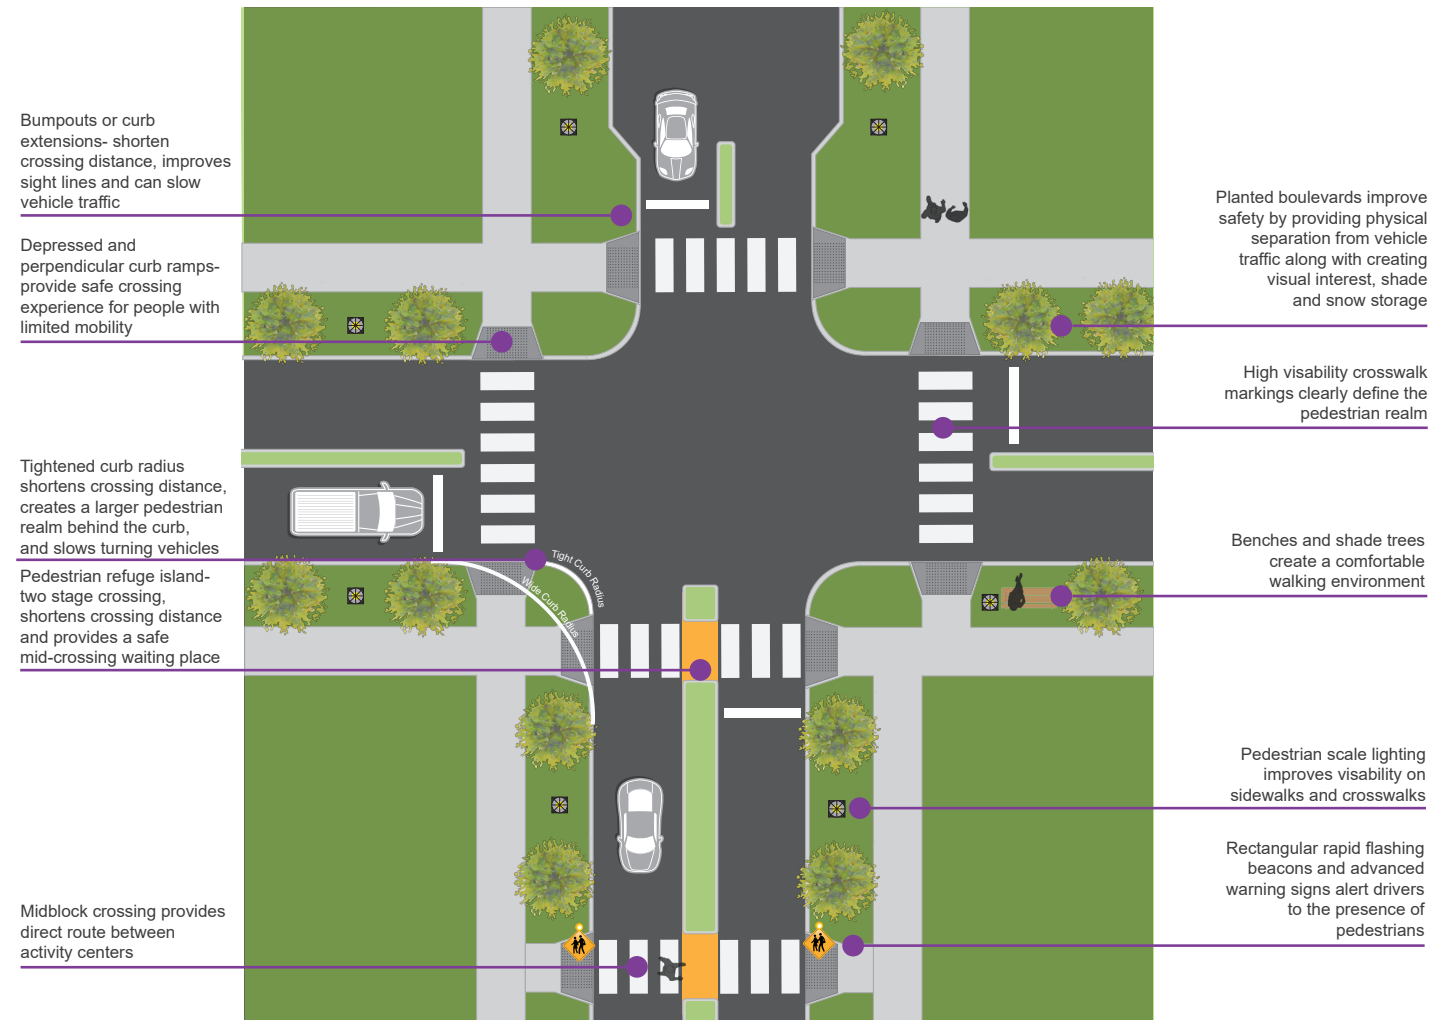 Bumpouts or curb
extensions- shorten
crossing distance, improves
sight lines and can slow
vehicle traffic
Depressed and
perpendicular curb ramps-
provide safe crossing
experience for people with
limited mobility
Tightened curb radius
shortens crossing distance,
creates a larger pedestrian
realm behind the curb,
and slows turning vehicles
Pedestrian refuge island-
two stage crossing,
shortens crossing distance
and provides a safe
mid-crossing waiting place
Midblock crossing provides
direct route between
activity centers
Tight Curb Radius
Wide Curb Radius
Planted boulevards improve
safety by providing physical
separation from vehicle
traffic along with creating
visual interest, shade
and snow storage
High visability crosswalk
markings clearly define the
pedestrian realm
Benches and shade trees
create a comfortable
walking environment
Pedestrian scale lighting
improves visability on
sidewalks and crosswalks
Rectangular rapid flashing
beacons and advanced
warning signs alert drivers
to the presence of
pedestrians